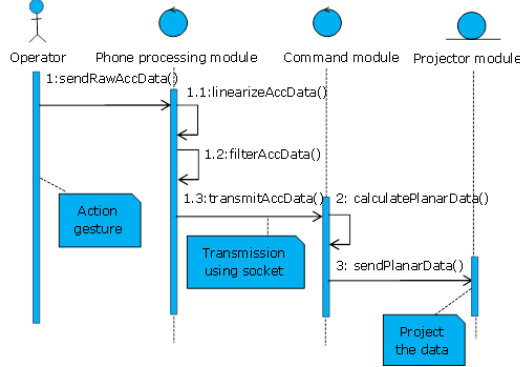 Operator
Phone processing module
Command module
Projector module
1:sendRawAccData()
1.1:linearizeAccData()
1.2:filterAccData()
1.3:transmitAccData()
2: calculatePlanarData()
Action
gesture
Transmission
using socket
3: sendPlanarData()
Project
the data